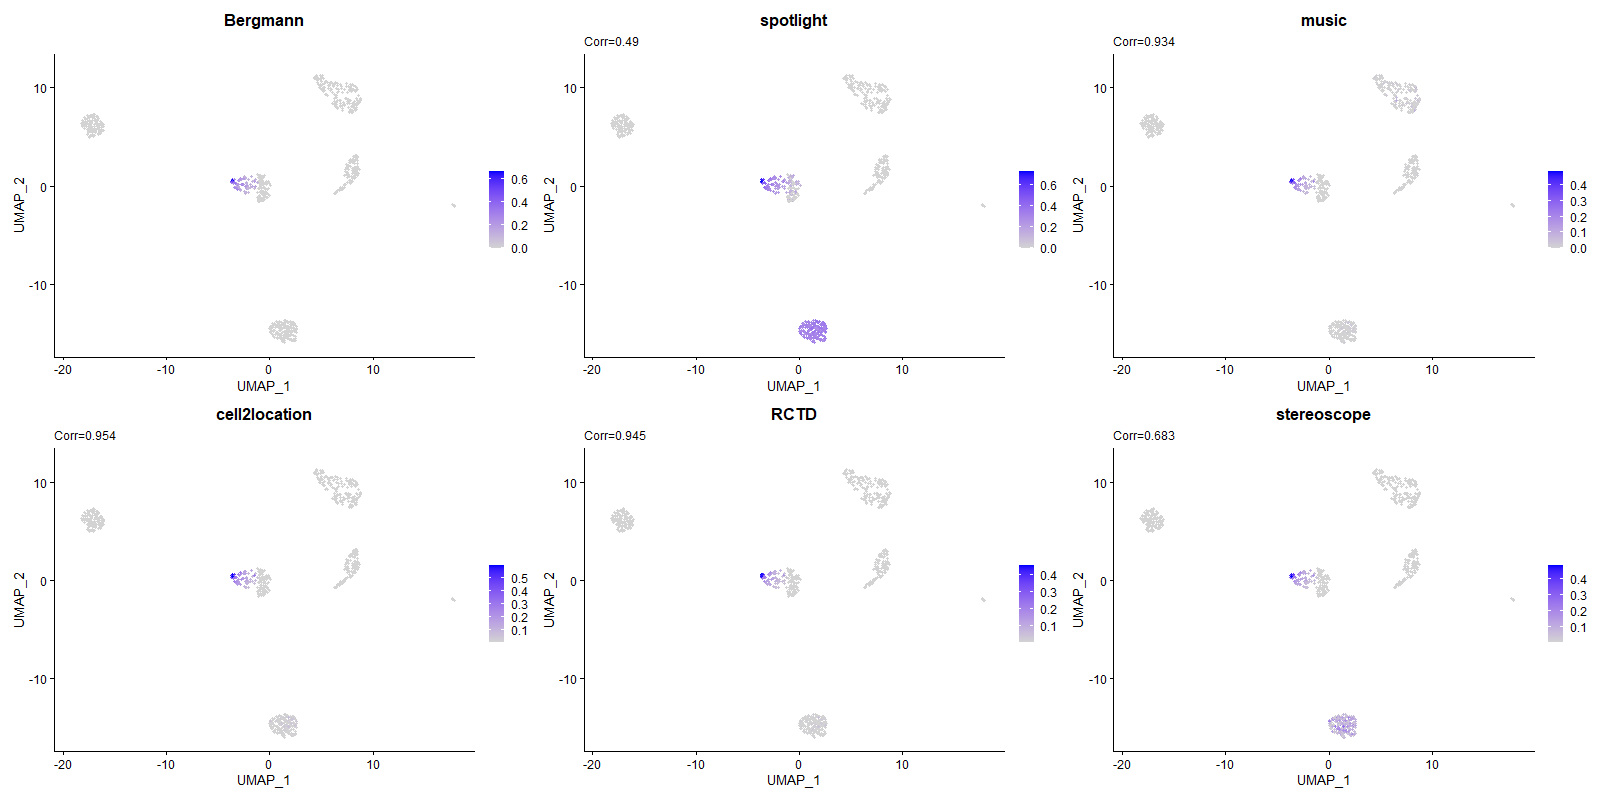 Bergmann
10
0
-10
-20
-10
0
10
UMAP_1
UMAP_2
0.6
0.4
0.2
0.0
spotlight
Corr=0.49
10
0
-10
-20
-10
0
10
UMAP_1
UMAP_2
0.6
0.4
0.2
0.0
music
Corr=0.934
10
0
-10
-20
-10
0
10
UMAP_1
UMAP_2
0.4
0.3
0.2
0.1
0.0
cell2location
Corr=0.954
10
0
-10
-20
-10
0
10
UMAP_1
UMAP_2
0.5
0.4
0.3
0.2
0.1
RCTD
Corr=0.945
10
0
-10
-20
-10
0
10
UMAP_1
UMAP_2
0.4
0.3
0.2
0.1
stereoscope
Corr=0.683
10
0
-10
-20
-10
0
10
UMAP_1
UMAP_2
0.4
0.3
0.2
0.1